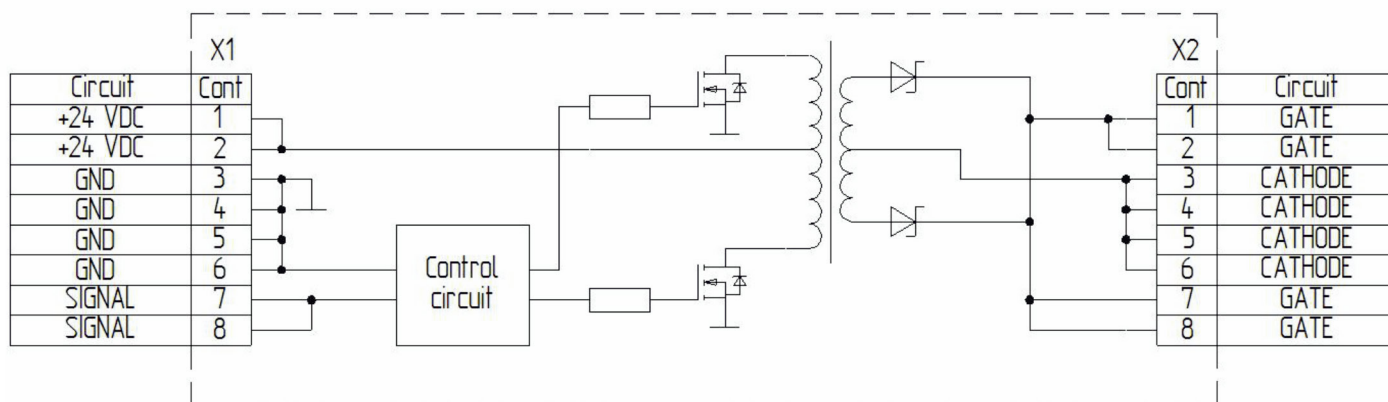 X1
Circuit Cont
+24 VDC 1
+24 VDC 2
GND 3
GND 4
GND 5
GND 6
SIGNAL 7
SIGNAL 8
Control
circuit
X2
Cont Circuit
1 GATE
2 GATE
3 CATHODE
4 CATHODE
5 CATHODE
6 CATHODE
7 GATE
8 GATE